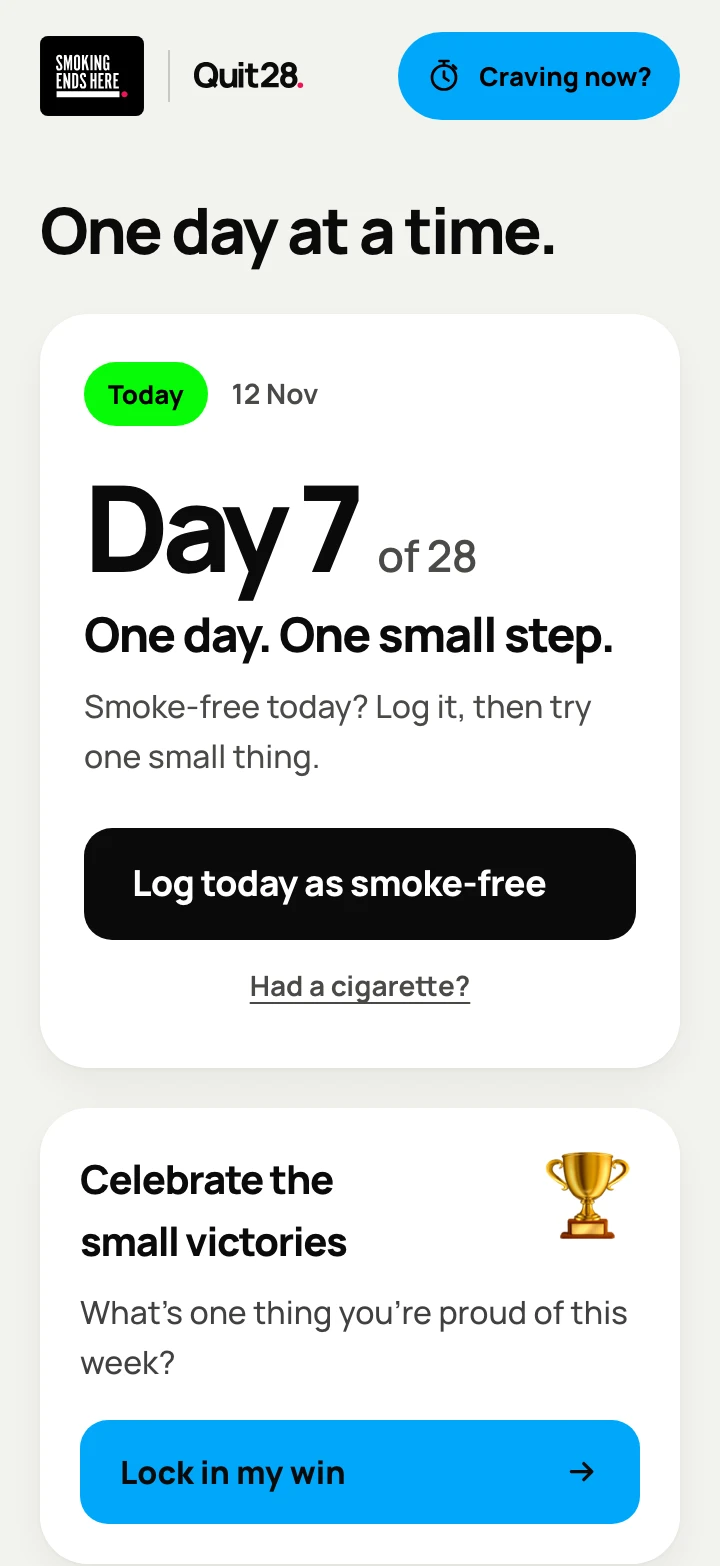 SMOKING
ENDS HERE.
Quit28.
Craving now?
One day at a time.
Today
12 Nov
Day 7 of 28
One day. One small step.
Smoke-free today? Log it, then try
one small thing.
Log today as smoke-free
Had a cigarette?
Celebrate the
small victories
What’s one thing you’re proud of this
week?
Lock in my win